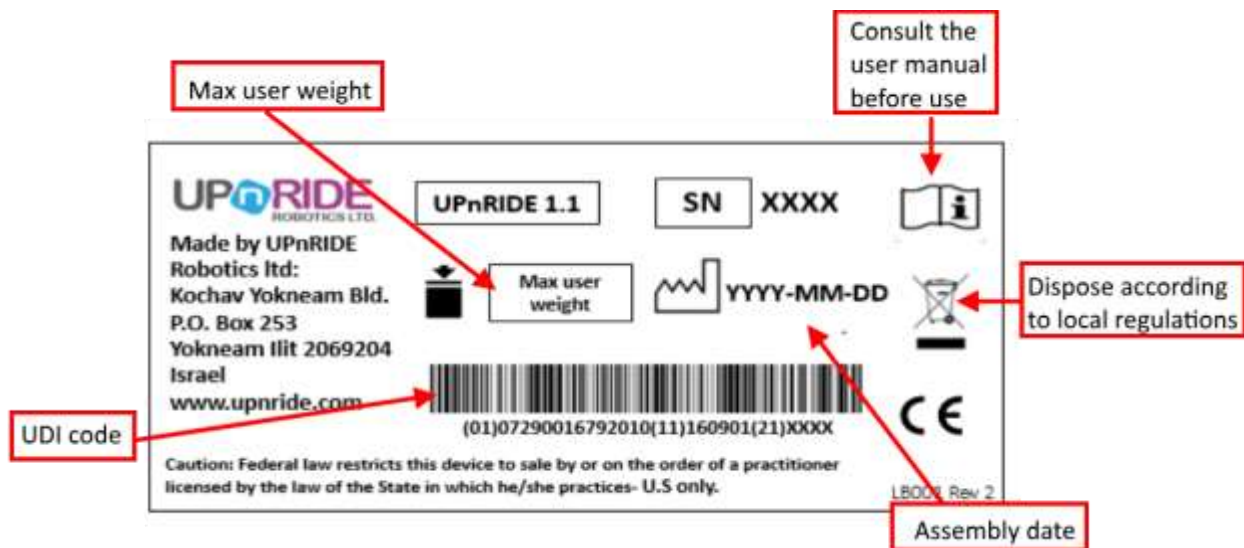 Consult the
user manual
before use
Max user weight
UPnRIDE
ROBOTICS LTD.
UPnRIDE 1.1
SN XXXX
Made by UPnRIDE
Robotics ltd:
Kochav Yokneam Bld.
P.O. Box 253
Yokneam Ilit 2069204
Israel
www.upnride.com
Max user
weight
YYYY-MM-DD
Dispose according
to local regulations
UDI code
(01)07290016792010(11)160901(21)XXXX
CE
Caution: Federal law restricts this device to sale by or on the order of a practitioner
licensed by the law of the State in which he/she practices- U.S only.
LB001 Rev 2
Assembly date